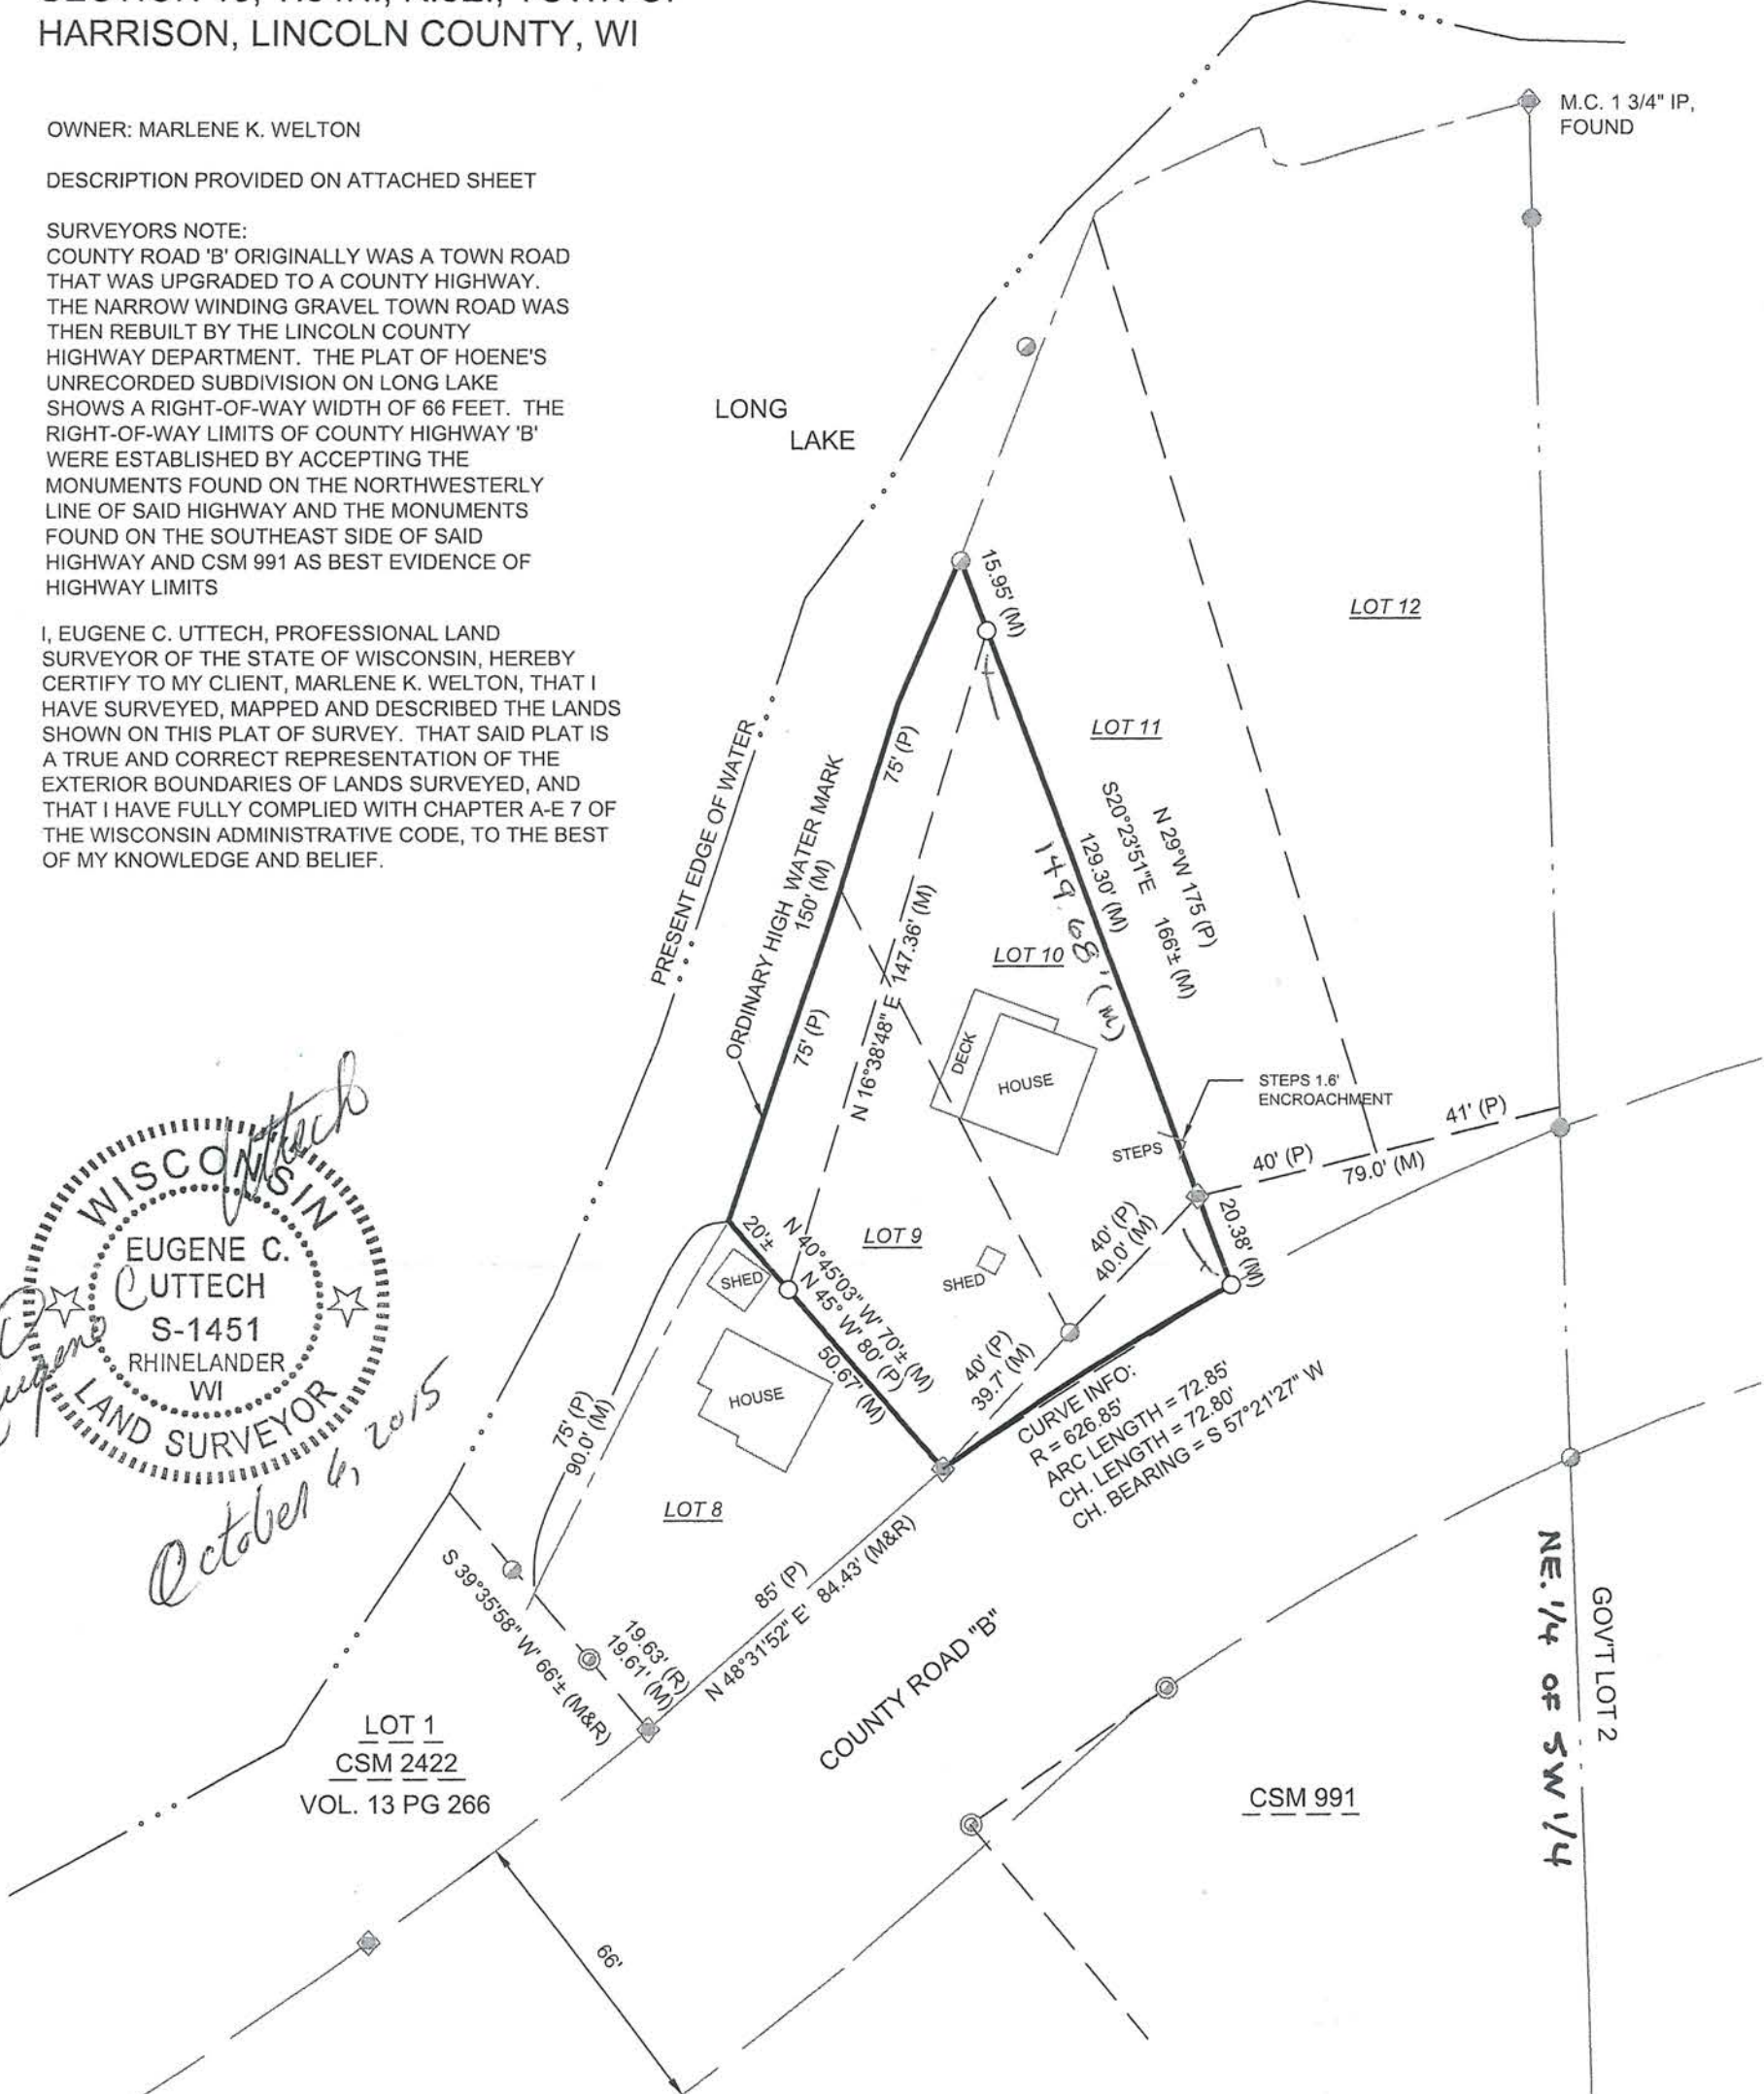 HARRISON, LINCOLN COUNTY, WI
OWNER: MARLENE K. WELTON
DESCRIPTION PROVIDED ON ATTACHED SHEET
SURVEYORS NOTE:
COUNTY ROAD 'B' ORIGINALLY WAS A TOWN ROAD
THAT WAS UPGRADED TO A COUNTY HIGHWAY.
THE NARROW WINDING GRAVEL TOWN ROAD WAS
THEN REBUILT BY THE LINCOLN COUNTY
HIGHWAY DEPARTMENT. THE PLAT OF HOENE'S
UNRECORDED SUBDIVISION ON LONG LAKE
SHOWS A RIGHT-OF-WAY WIDTH OF 66 FEET. THE
RIGHT-OF-WAY LIMITS OF COUNTY HIGHWAY 'B'
WERE ESTABLISHED BY ACCEPTING THE
MONUMENTS FOUND ON THE NORTHWESTERLY
LINE OF SAID HIGHWAY AND THE MONUMENTS
FOUND ON THE SOUTHEAST SIDE OF SAID
HIGHWAY AND CSM 991 AS BEST EVIDENCE OF
HIGHWAY LIMITS
I, EUGENE C. UTTECH, PROFESSIONAL LAND
SURVEYOR OF THE STATE OF WISCONSIN, HEREBY
CERTIFY TO MY CLIENT, MARLENE K. WELTON, THAT I
HAVE SURVEYED, MAPPED AND DESCRIBED THE LANDS
SHOWN ON THIS PLAT OF SURVEY. THAT SAID PLAT IS
A TRUE AND CORRECT REPRESENTATION OF THE
EXTERIOR BOUNDARIES OF LANDS SURVEYED, AND
THAT I HAVE FULLY COMPLIED WITH CHAPTER A-E 7 OF
THE WISCONSIN ADMINISTRATIVE CODE, TO THE BEST
OF MY KNOWLEDGE AND BELIEF.
M.C. 1 3/4" IP,
FOUND
LONG
LAKE
LOT 12
15.95' (M)
LOT 11
PRESENT EDGE OF WATER
ORDINARY HIGH WATER MARK
150' (M)
75' (P)
75' (P)
N 16°38'48" E 147.36' (M)
N 29°W 175 (P)
S20°23'51"E 166'± (M)
129.30' (M)
149.68' (M)
LOT 10
DECK
HOUSE
STEPS 1.6'
ENCROACHMENT
STEPS
41' (P)
40' (P)
79.0' (M)
20.38' (M)
40' (P)
40.0' (M)
LOT 9
SHED
20'±
SHED
N 40°45'03" W 70'± (M)
N 45° W 80' (P)
50.67' (M)
40' (P)
39.7' (M)
HOUSE
CURVE INFO:
R = 626.85'
ARC LENGTH = 72.85'
CH. LENGTH = 72.80'
CH. BEARING = S 57°21'27" W
75' (P)
90.0' (M)
LOT 8
S 39°35'58" W 66'± (M&R)
19.63' (R)
19.61' (M)
85' (P)
N 48°31'52" E 84.43' (M&R)
COUNTY ROAD "B"
LOT 1
CSM 2422
VOL. 13 PG 266
66'
CSM 991
GOV'T LOT 2
NE. 1/4 OF SW 1/4
WISCONSIN
EUGENE C.
UTTECH
S-1451
RHINELANDER
WI
LAND SURVEYOR
Eugene C Uttech
October 6, 2015